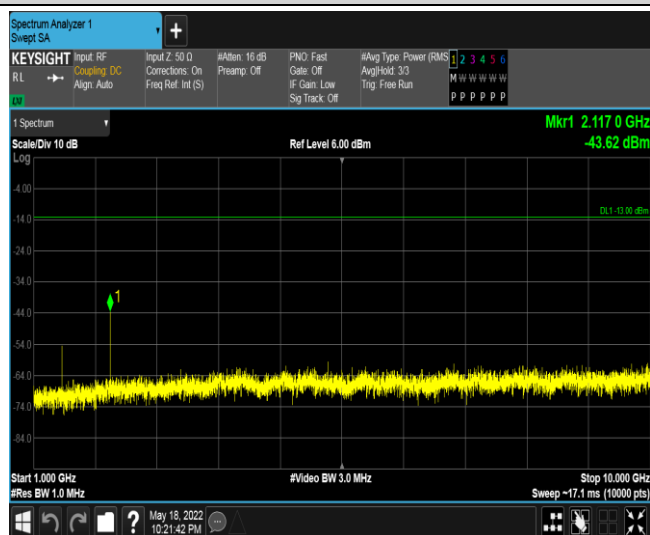 Spectrum Analyzer 1
Swept SA
+
KEYSIGHT Input: RF Input Z: 50 Ω #Atten: 16 dB PNO: Fast #Avg Type: Power (RMS 1 2 3 4 5 6
RL Coupling: DC Corrections: On Preamp: Off Gate: Off Avg|Hold: 3/3 M W W W W W
Align: Auto Freq Ref: Int (S) IF Gain: Low Trig: Free Run
Sig Track: Off P P P P P P
1 Spectrum Mkr1 2.117 0 GHz
Scale/Div 10 dB Ref Level 6.00 dBm -43.62 dBm
Log
-4.00
DL1 -13.00 dBm
-14.0
-24.0
-34.0
1
-44.0
-54.0
-64.0
-74.0
-84.0
Start 1.000 GHz #Video BW 3.0 MHz Stop 10.000 GHz
#Res BW 1.0 MHz Sweep ~17.1 ms (10000 pts)
? May 18, 2022
10:21:42 PM